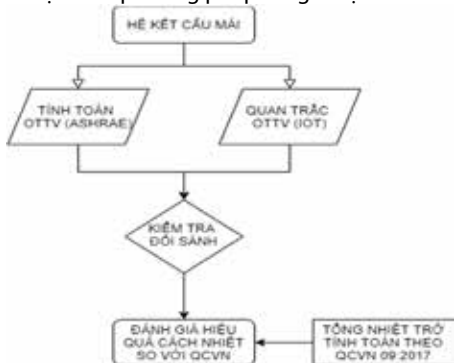 HỆ KẾT CẤU MÁI
TÍNH TOÁN
OTTV (ASHRAE)
QUAN TRẮC
OTTV (IOT)
KIỂM TRA
ĐỐI SÁNH
ĐÁNH GIÁ HIỆU
QUẢ CÁCH NHIỆT
SO VỚI QCVN
TỔNG NHIỆT TRỞ
TÍNH TOÁN THEO
QCVN 09 2017